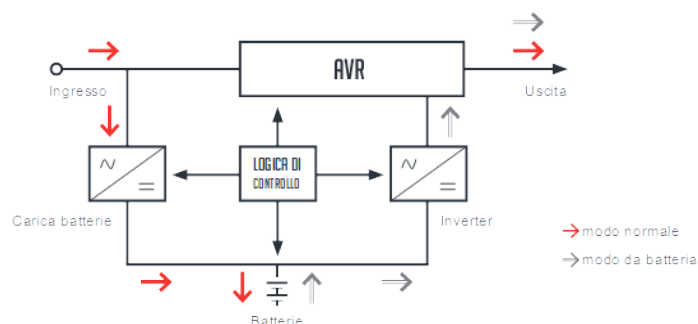 AVR
Ingresso
Uscita
LOGICA DI
CONTROLLO
Carica batterie
Inverter
modo normale
modo da batteria
Batterie